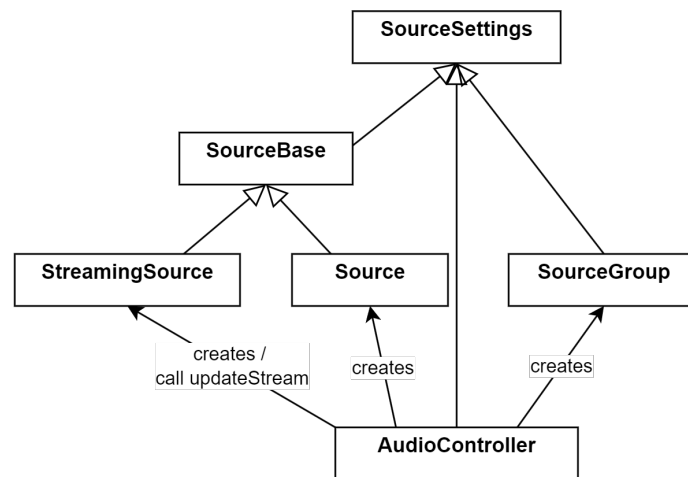 SourceSettings
SourceBase
StreamingSource
Source
SourceGroup
creates /
call updateStream
creates
creates
AudioController